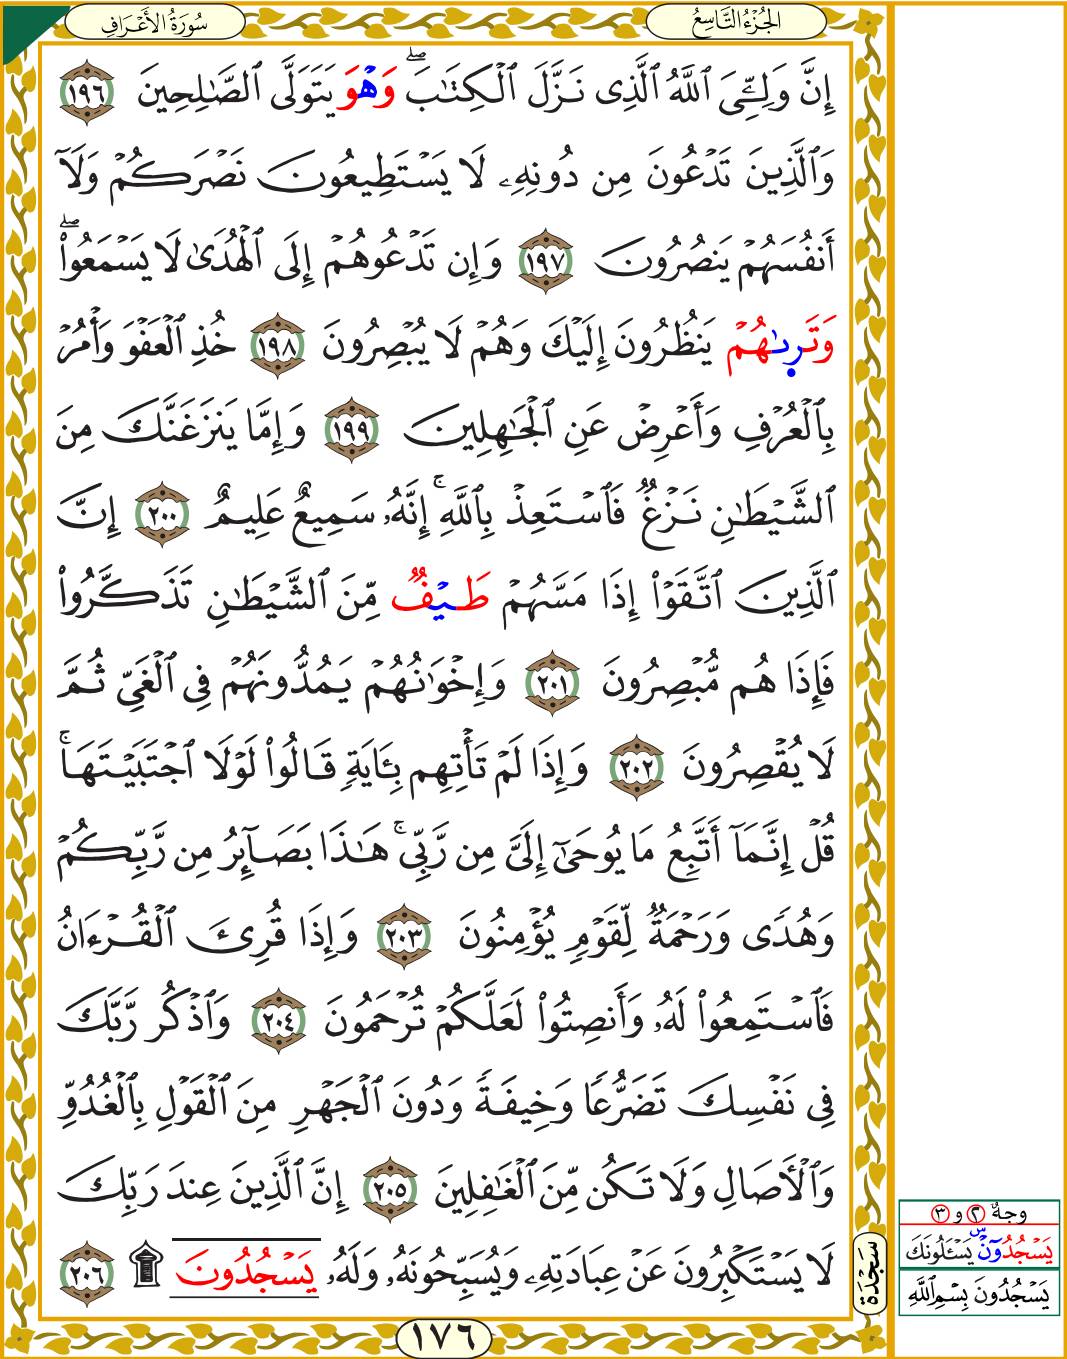 سُورَةُ الأَعْرَافِ
الجُزْءُ التَّاسِعُ
إِنَّ وَلِـِّۧيَ ٱللَّهُ ٱلَّذِى نَزَّلَ ٱلْكِتَٰبَۖ وَهْوَ يَتَوَلَّى ٱلصَّٰلِحِينَ ١٩٦
وَٱلَّذِينَ تَدْعُونَ مِن دُونِهِۦ لَا يَسْتَطِيعُونَ نَصْرَكُمْ وَلَآ
أَنفُسَهُمْ يَنصُرُونَ ١٩٧ وَإِن تَدْعُوهُمْ إِلَى ٱلْهُدَىٰ لَا يَسْمَعُوا۟ۖ
وَتَرِىٰهُمْ يَنظُرُونَ إِلَيْكَ وَهُمْ لَا يُبْصِرُونَ ١٩٨ خُذِ ٱلْعَفْوَ وَأْمُرْ
بِٱلْعُرْفِ وَأَعْرِضْ عَنِ ٱلْجَٰهِلِينَ ١٩٩ وَإِمَّا يَنزَغَنَّكَ مِنَ
ٱلشَّيْطَٰنِ نَزْغٌ فَٱسْتَعِذْ بِٱللَّهِۚ إِنَّهُۥ سَمِيعٌ عَلِيمٌ ٢٠٠ إِنَّ
ٱلَّذِينَ ٱتَّقَوْا۟ إِذَا مَسَّهُمْ طَيْفٌ مِّنَ ٱلشَّيْطَٰنِ تَذَكَّرُوا۟
فَإِذَا هُم مُّبْصِرُونَ ٢٠١ وَإِخْوَٰنُهُمْ يَمُدُّونَهُمْ فِى ٱلْغَىِّ ثُمَّ
لَا يُقْصِرُونَ ٢٠٢ وَإِذَا لَمْ تَأْتِهِم بِـَٔايَةٍ قَالُوا۟ لَوْلَا ٱجْتَبَيْتَهَاۚ
قُلْ إِنَّمَآ أَتَّبِعُ مَا يُوحَىٰٓ إِلَىَّ مِن رَّبِّىۚ هَٰذَا بَصَآئِرُ مِن رَّبِّكُمْ
وَهُدًى وَرَحْمَةٌ لِّقَوْمٍ يُؤْمِنُونَ ٢٠٣ وَإِذَا قُرِئَ ٱلْقُرْءَانُ
فَٱسْتَمِعُوا۟ لَهُۥ وَأَنصِتُوا۟ لَعَلَّكُمْ تُرْحَمُونَ ٢٠٤ وَٱذْكُر رَّبَّكَ
فِى نَفْسِكَ تَضَرُّعًا وَخِيفَةً وَدُونَ ٱلْجَهْرِ مِنَ ٱلْقَوْلِ بِٱلْغُدُوِّ
وَٱلْأَصَالِ وَلَا تَكُن مِّنَ ٱلْغَٰفِلِينَ ٢٠٥ إِنَّ ٱلَّذِينَ عِندَ رَبِّكَ
لَا يَسْتَكْبِرُونَ عَنْ عِبَادَتِهِۦ وَيُسَبِّحُونَهُۥ وَلَهُۥ يَسْجُدُونَ ۩ ٢٠٦
سَجْدَة
وجهٌ ٢ و ٣
يَسْجُدُونَۜ يَسْـَٔلُونَكَ
يَسْجُدُونَ بِسْمِ ٱللَّهِ
١٧٦